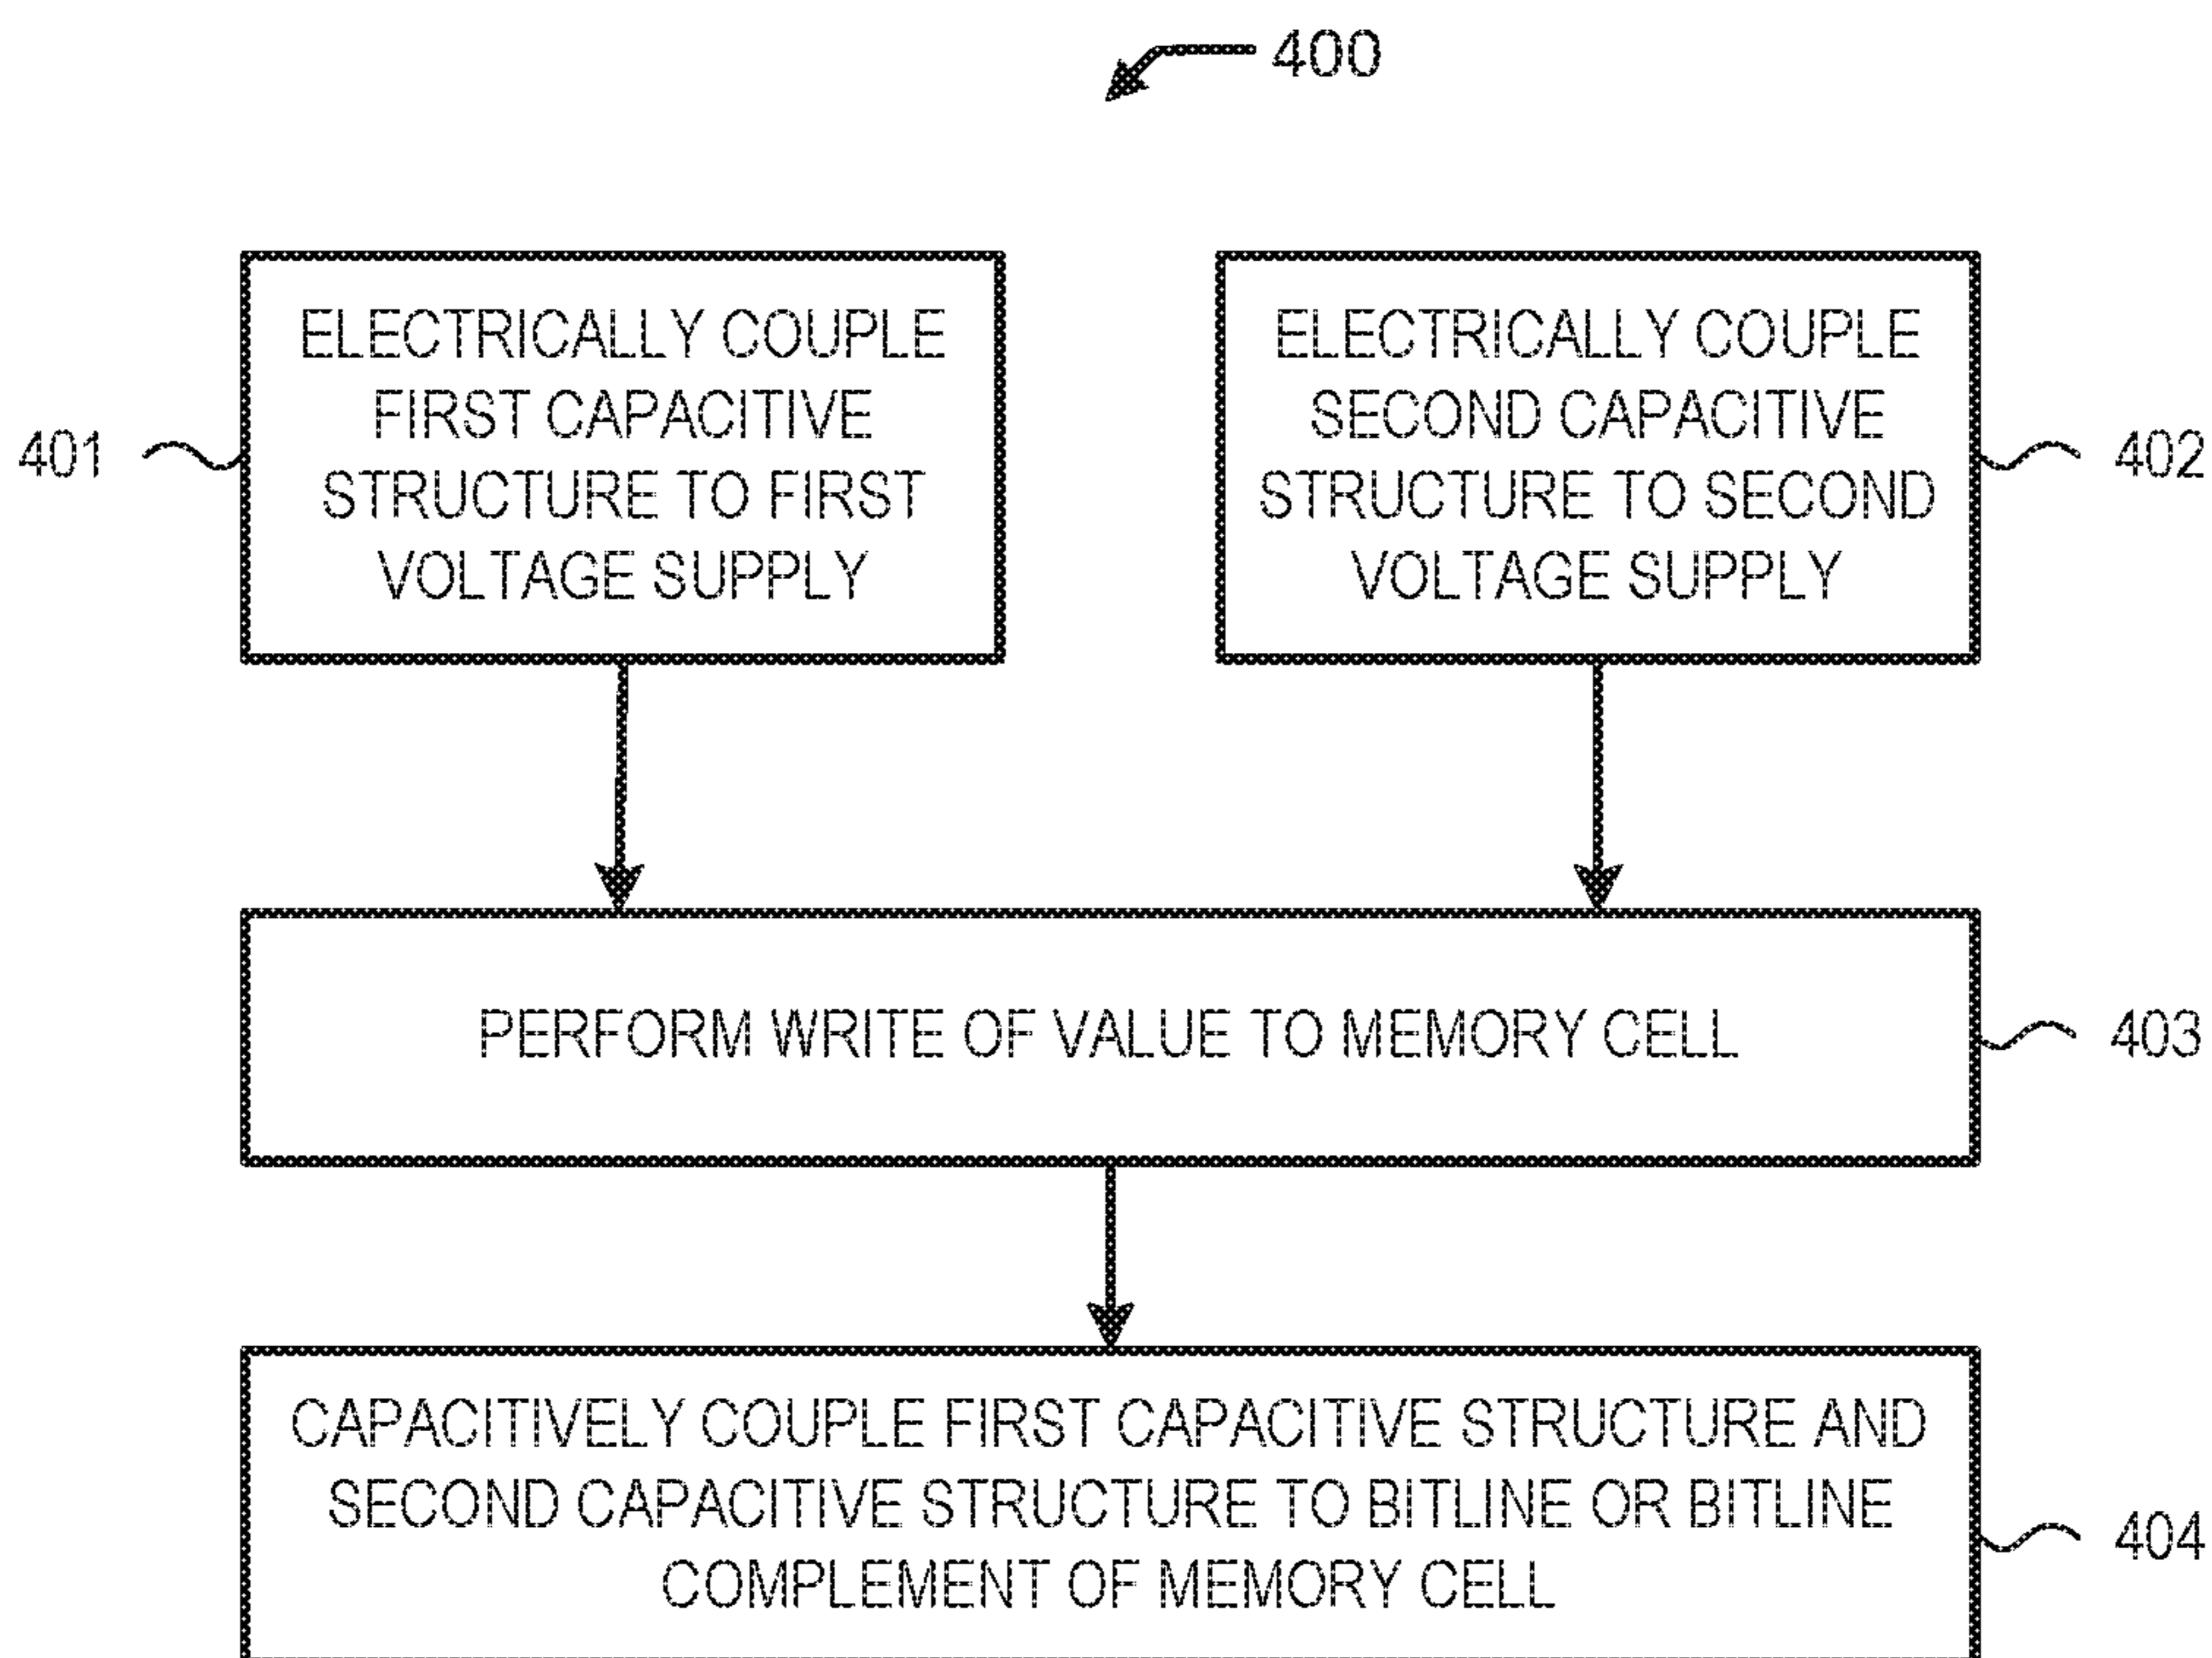 400
ELECTRICALLY COUPLE
FIRST CAPACITIVE
STRUCTURE TO FIRST
VOLTAGE SUPPLY
401
ELECTRICALLY COUPLE
SECOND CAPACITIVE
STRUCTURE TO SECOND
VOLTAGE SUPPLY
402
PERFORM WRITE OF VALUE TO MEMORY CELL
403
CAPACITIVELY COUPLE FIRST CAPACITIVE STRUCTURE AND
SECOND CAPACITIVE STRUCTURE TO BITLINE OR BITLINE
COMPLEMENT OF MEMORY CELL
404